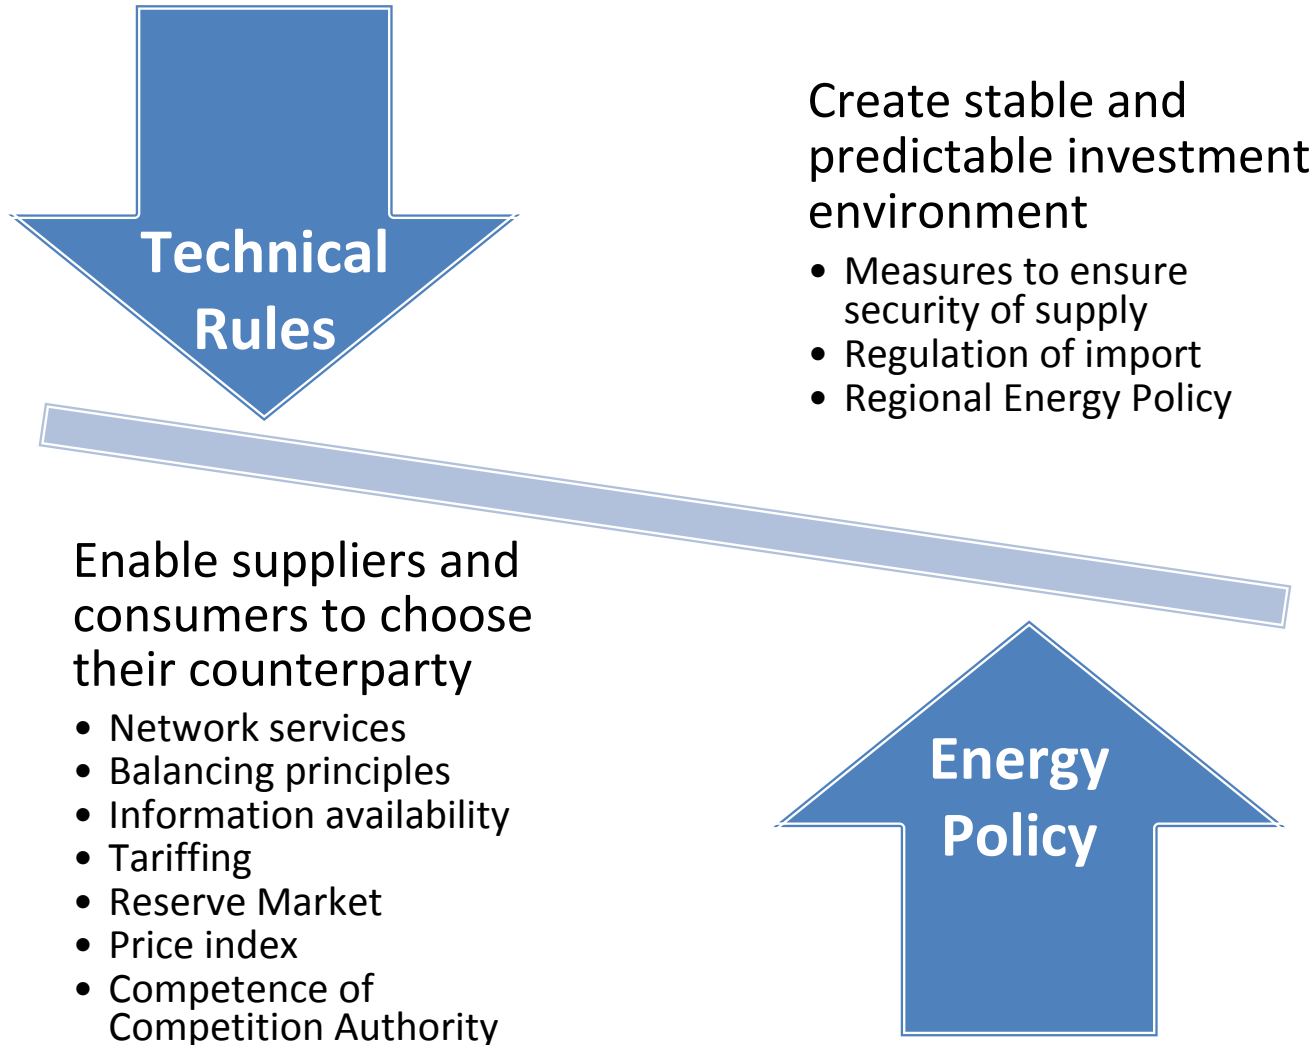 Technical
Rules
Create stable and
predictable investment
environment
• Measures to ensure
security of supply
• Regulation of import
• Regional Energy Policy
Enable suppliers and
consumers to choose
their counterparty
• Network services
• Balancing principles
• Information availability
• Tariffing
• Reserve Market
• Price index
• Competence of
Competition Authority
Energy
Policy